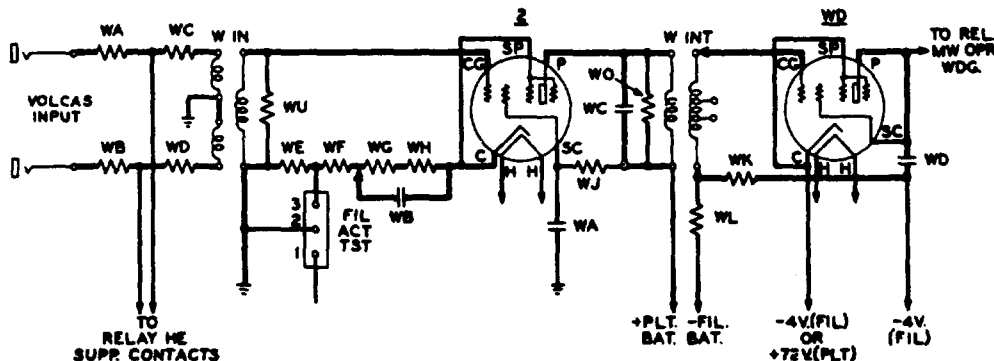 2
WD
WA
WC
W IN
SP
CG
P
W INT
WO
WC
SP
CG
P
TO REL.
MW OPR.
WDG.
VOLCAS
INPUT
WU
WB
WD
WE
WF
WG
WH
C
H
H
SC
WJ
WK
C
H
H
SC
WD
WB
WA
WL
3
2
1
FIL
ACT
TST
TO
RELAY HE
SUPP. CONTACTS
+PLT.
BAT.
-FIL.
BAT.
-4V.(FIL)
OR
+72V.(PLT)
-4V.
(FIL)